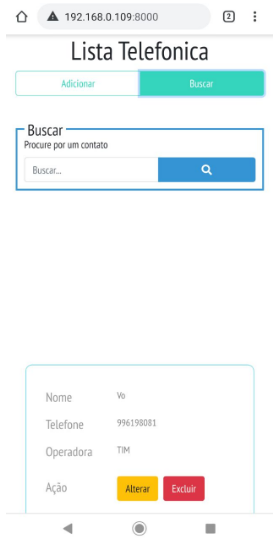 192.168.0.109:8000
2
Lista Telefonica
Adicionar Buscar
Buscar
Procure por um contato
Buscar...
Nome Vo
Telefone 996198081
Operadora TIM
Ação Alterar Excluir